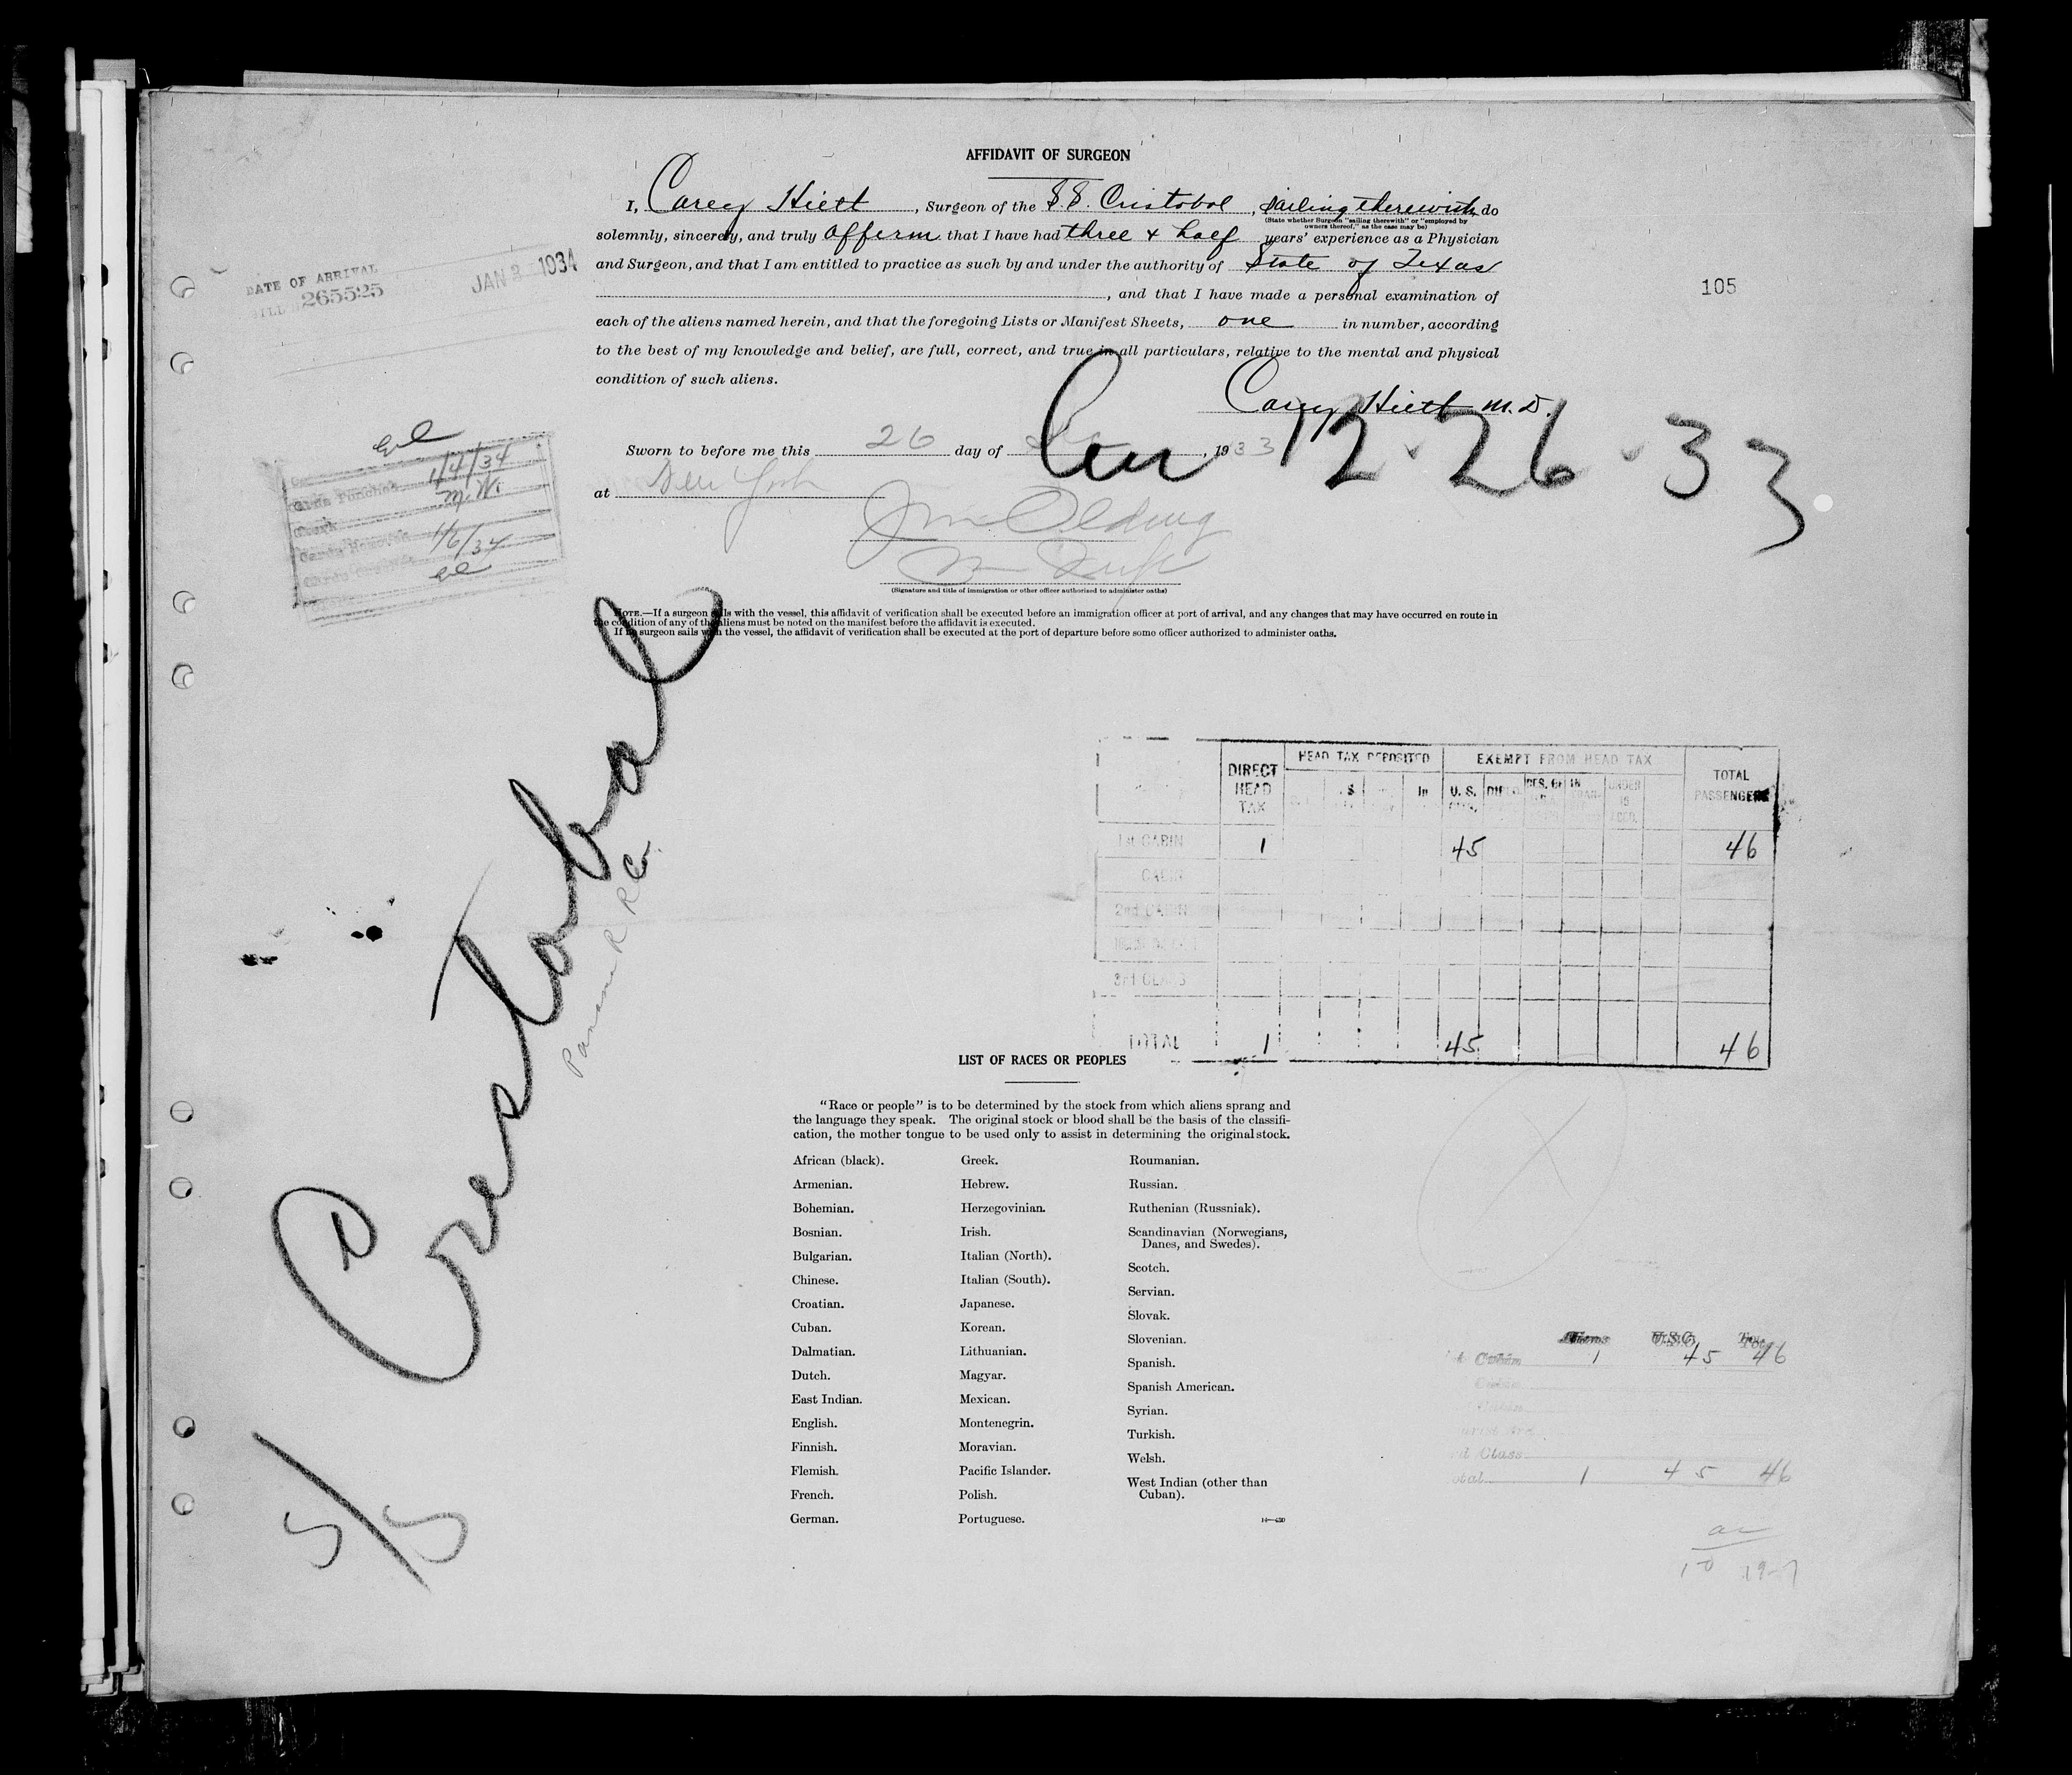 AFFIDAVIT OF SURGEON
I, Carey Hiett, Surgeon of the S.S. Cristobal, sailing therewith, do
(State whether Surgeon "sailing therewith" or "employed by
owners thereof," as the case may be)
solemnly, sincerely, and truly affirm that I have had three & half years' experience as a Physician
and Surgeon, and that I am entitled to practice as such by and under the authority of State of Texas
, and that I have made a personal examination of
each of the aliens named herein, and that the foregoing Lists or Manifest Sheets, one in number, according
to the best of my knowledge and belief, are full, correct, and true in all particulars, relative to the mental and physical
condition of such aliens.
Carey Hiett M.D.
DATE OF ARRIVAL JAN 3 1934
265525
105
12-26-33
Sworn to before me this 26 day of , 1933
at New York
(Signature and title of immigration or other officer authorized to administer oaths)
1/4/34
Cards Punched
M.W.
Clerk
1/6/34
NOTE.—If a surgeon sails with the vessel, this affidavit of verification shall be executed before an immigration officer at port of arrival, and any changes that may have occurred en route in
the condition of any of the aliens must be noted on the manifest before the affidavit is executed.
If no surgeon sails with the vessel, the affidavit of verification shall be executed at the port of departure before some officer authorized to administer oaths.
Cristobal
Panama R R Co.
1
5/5
DIRECT HEAD TAX
HEAD TAX DEPOSITED
EXEMPT FROM HEAD TAX
TOTAL PASSENGERS
U. S.
1st CABIN 1 45 46
CABIN
2nd CABIN
3rd CLASS
TOTAL 1 45 46
LIST OF RACES OR PEOPLES
"Race or people" is to be determined by the stock from which aliens sprang and
the language they speak. The original stock or blood shall be the basis of the classifi-
cation, the mother tongue to be used only to assist in determining the original stock.
African (black).
Armenian.
Bohemian.
Bosnian.
Bulgarian.
Chinese.
Croatian.
Cuban.
Dalmatian.
Dutch.
East Indian.
English.
Finnish.
Flemish.
French.
German.
Greek.
Hebrew.
Herzegovinian.
Irish.
Italian (North).
Italian (South).
Japanese.
Korean.
Lithuanian.
Magyar.
Mexican.
Montenegrin.
Moravian.
Pacific Islander.
Polish.
Portuguese.
Roumanian.
Russian.
Ruthenian (Russniak).
Scandinavian (Norwegians,
Danes, and Swedes).
Scotch.
Servian.
Slovak.
Slovenian.
Spanish.
Spanish American.
Syrian.
Turkish.
Welsh.
West Indian (other than
Cuban).
Aliens U.S.C. Total
Cabin 1 45 46
Cabin
Cabin
Class
otal 1 45 46